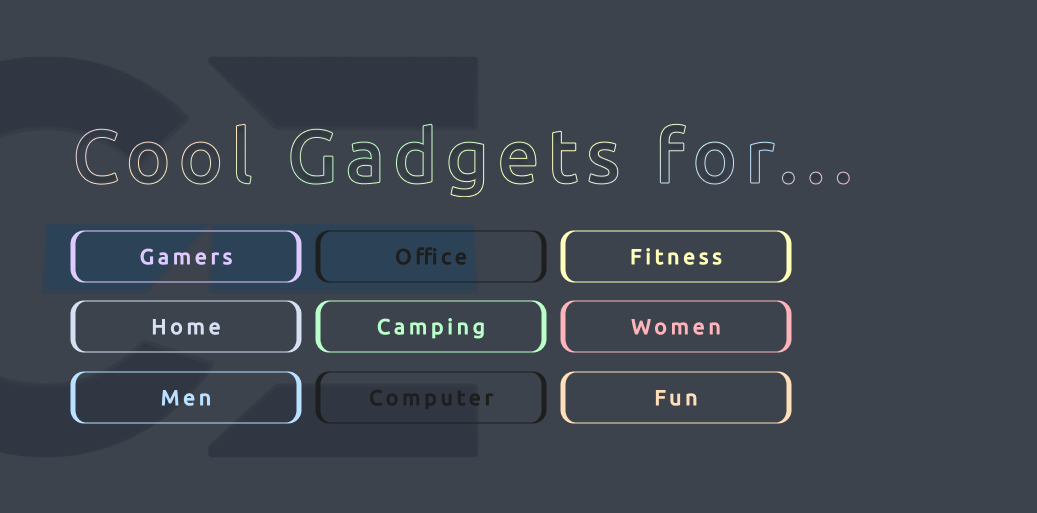 Cool Gadgets for...
Gamers Office Fitness
Home Camping Women
Men Computer Fun